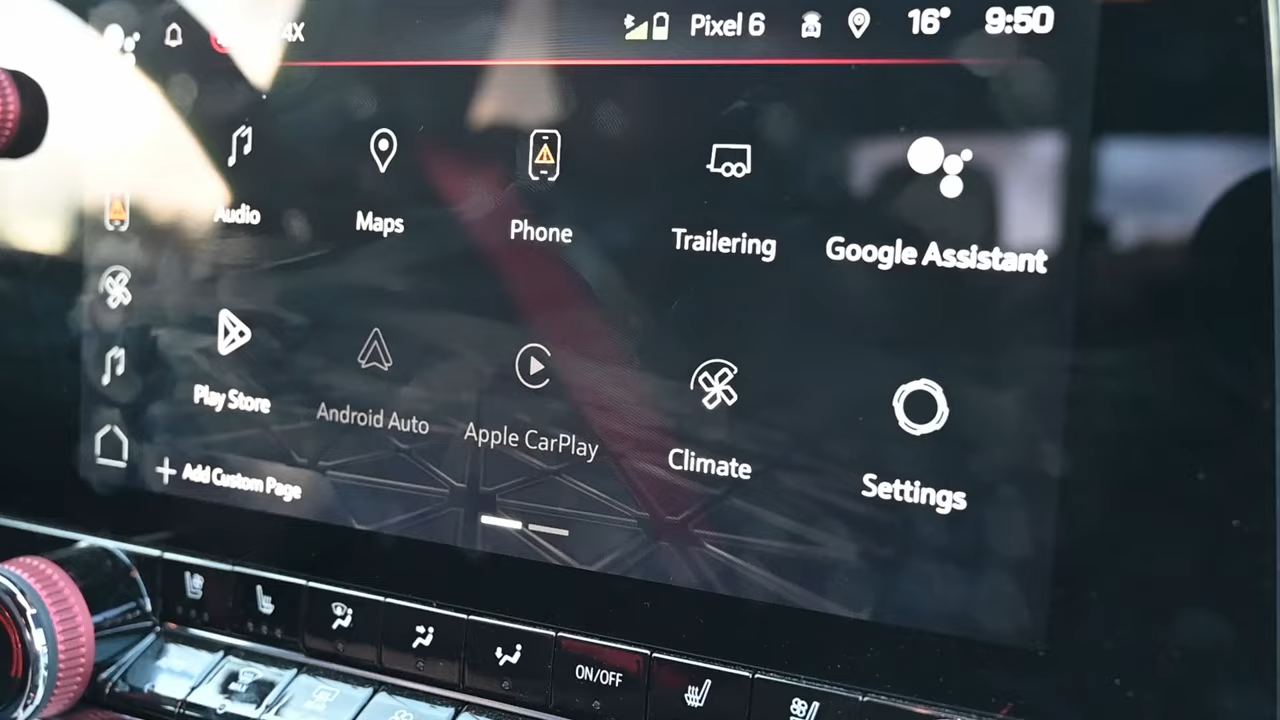 4X
Pixel 6
16°
9:50
Audio
Maps
Phone
Trailering
Google Assistant
Play Store
Android Auto
Apple CarPlay
Climate
Settings
+ Add Custom Page
ON/OFF